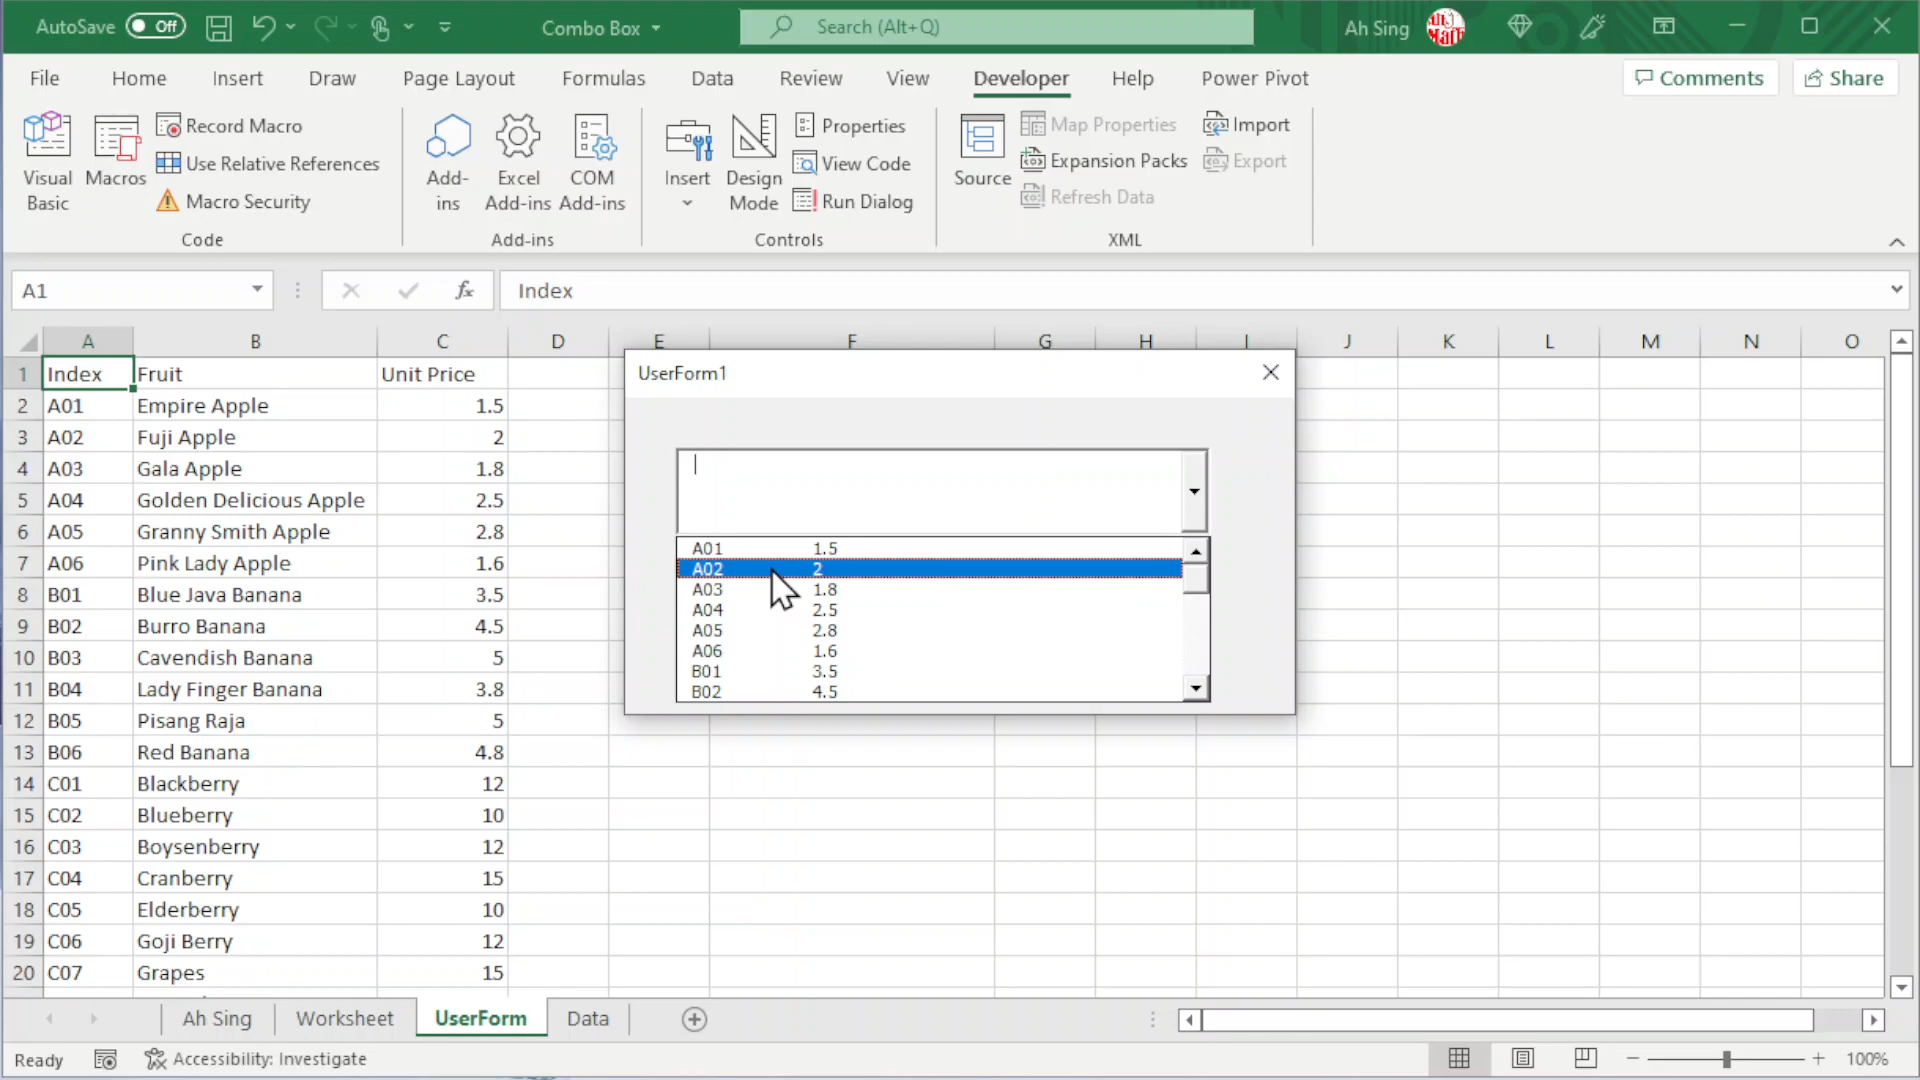 AutoSave Off Combo Box Search (Alt+Q) Ah Sing
File Home Insert Draw Page Layout Formulas Data Review View Developer Help Power Pivot Comments Share
Visual Basic
Macros
Record Macro
Use Relative References
Macro Security
Code
Add-ins
Excel Add-ins
COM Add-ins
Add-ins
Insert
Design Mode
Properties
View Code
Run Dialog
Controls
Source
Map Properties
Expansion Packs
Refresh Data
Import
Export
XML
A1 fx Index
A B C D E F G H I J K L M N O
1 Index Fruit Unit Price
2 A01 Empire Apple 1.5
3 A02 Fuji Apple 2
4 A03 Gala Apple 1.8
5 A04 Golden Delicious Apple 2.5
6 A05 Granny Smith Apple 2.8
7 A06 Pink Lady Apple 1.6
8 B01 Blue Java Banana 3.5
9 B02 Burro Banana 4.5
10 B03 Cavendish Banana 5
11 B04 Lady Finger Banana 3.8
12 B05 Pisang Raja 5
13 B06 Red Banana 4.8
14 C01 Blackberry 12
15 C02 Blueberry 10
16 C03 Boysenberry 12
17 C04 Cranberry 15
18 C05 Elderberry 10
19 C06 Goji Berry 12
20 C07 Grapes 15
UserForm1
A01 1.5
A02 2
A03 1.8
A04 2.5
A05 2.8
A06 1.6
B01 3.5
B02 4.5
Ah Sing Worksheet UserForm Data
Ready Accessibility: Investigate 100%